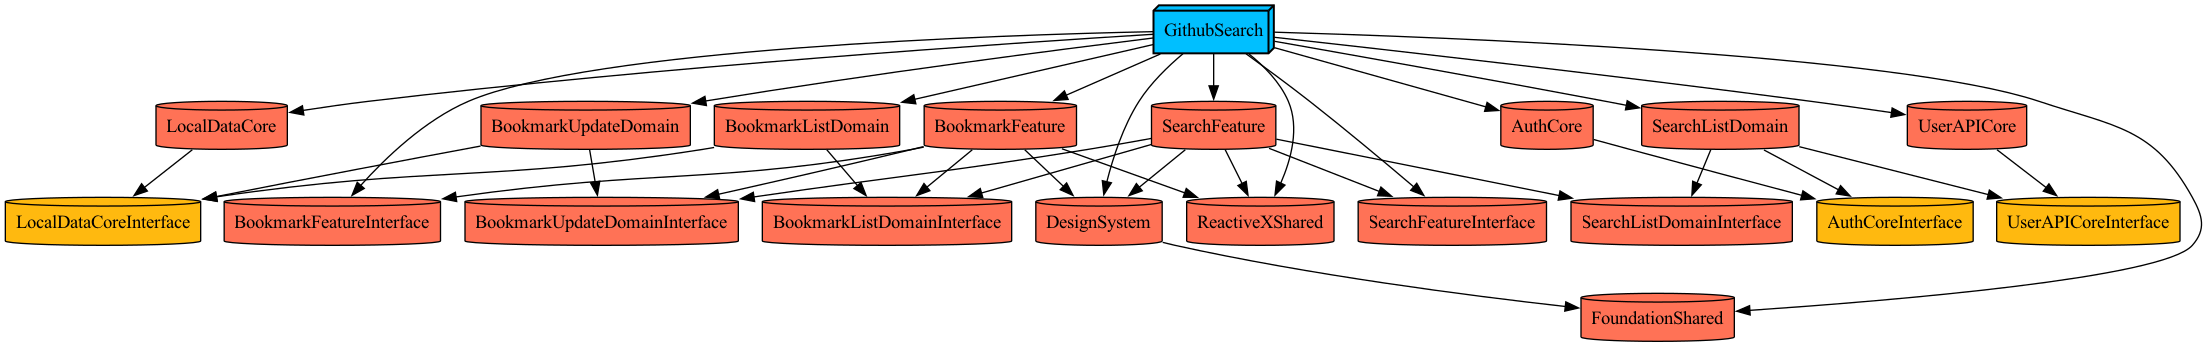 GithubSearch
LocalDataCore
BookmarkUpdateDomain
BookmarkListDomain
BookmarkFeature
SearchFeature
AuthCore
SearchListDomain
UserAPICore
LocalDataCoreInterface
BookmarkFeatureInterface
BookmarkUpdateDomainInterface
BookmarkListDomainInterface
DesignSystem
ReactiveXShared
SearchFeatureInterface
SearchListDomainInterface
AuthCoreInterface
UserAPICoreInterface
FoundationShared